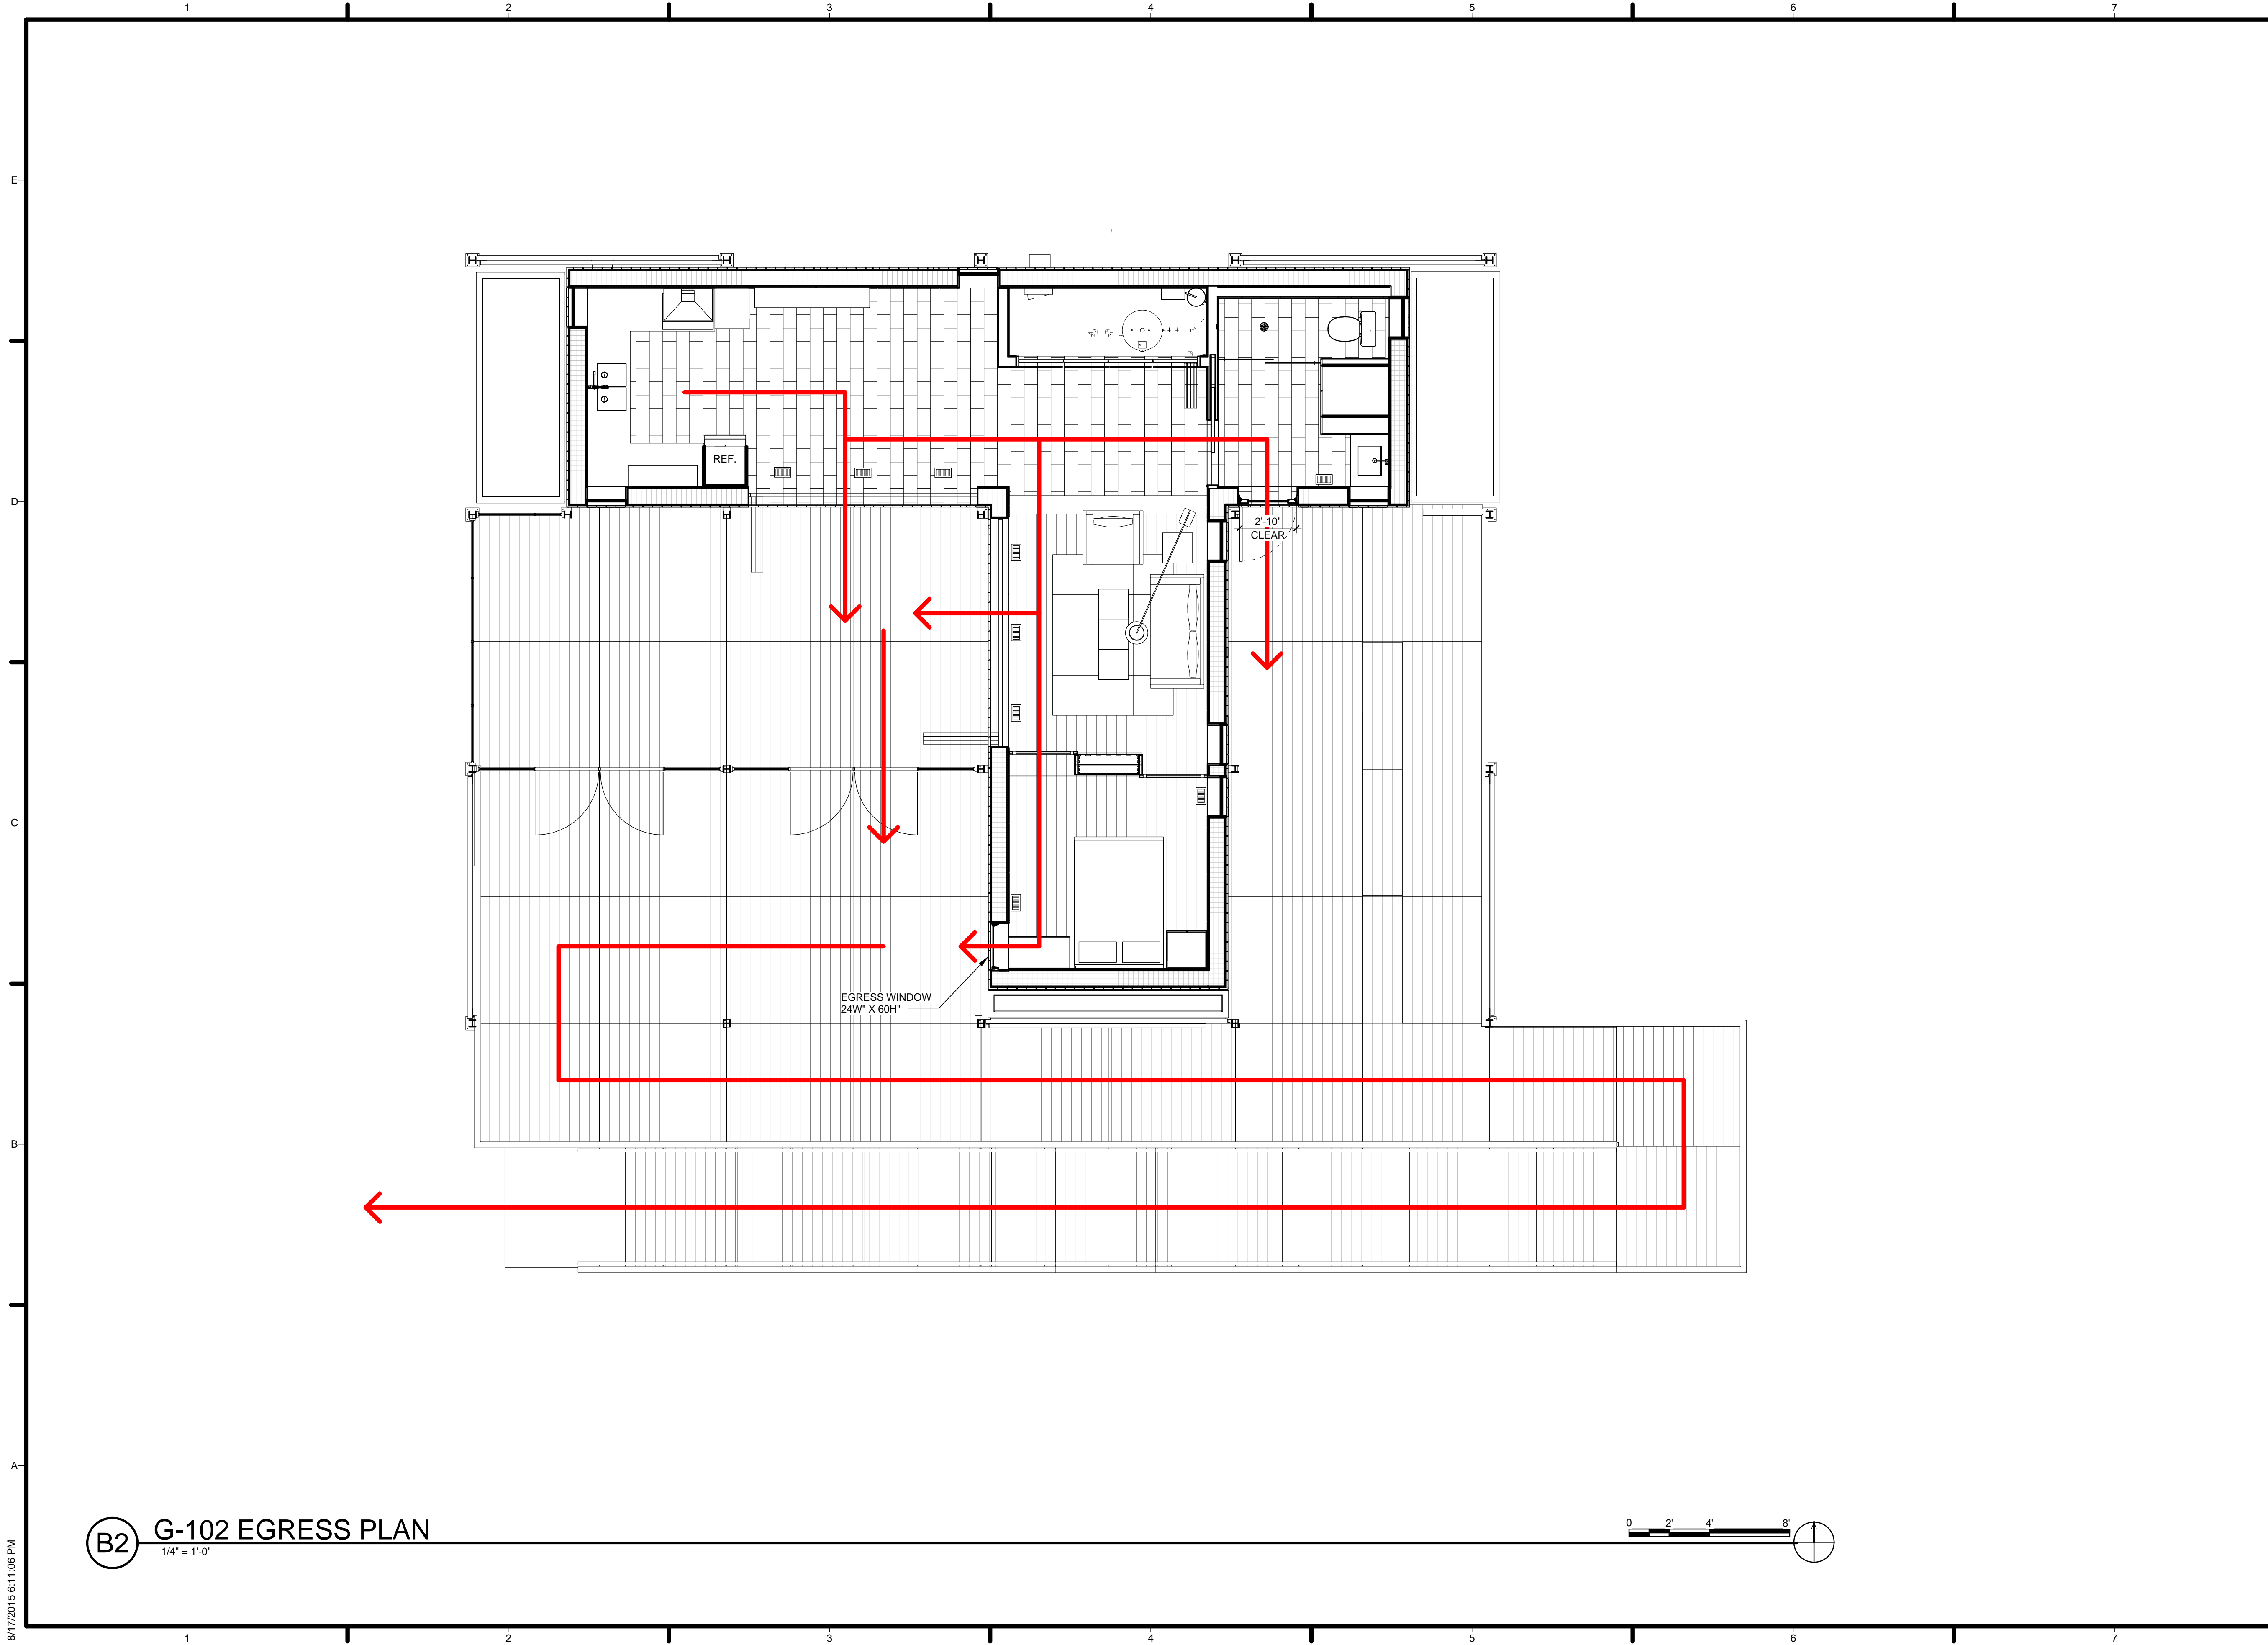 1 2 3 4 5 6 7
E
D
C
B
A
REF.
2'-10"
CLEAR
EGRESS WINDOW
24W" X 60H"
B2
G-102 EGRESS PLAN
1/4" = 1'-0"
0 2' 4' 8'
8/17/2015 6:11:06 PM
1 2 3 4 5 6 7